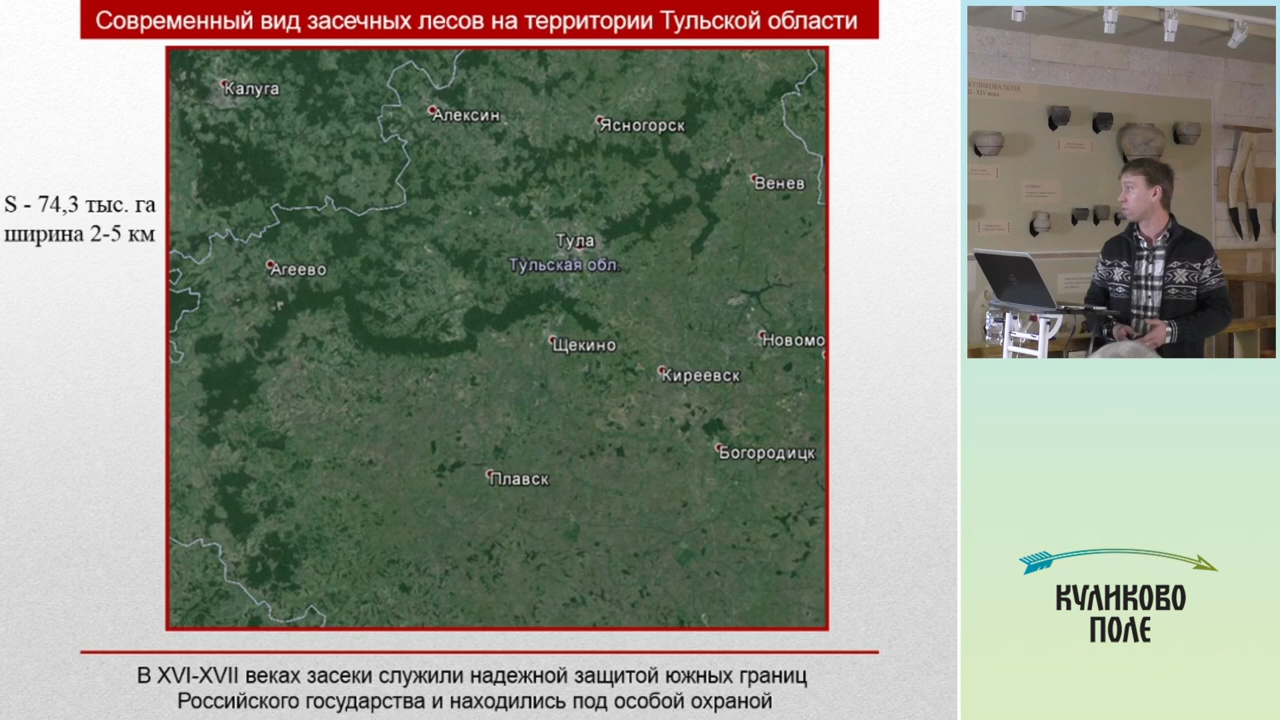 Современный вид засечных лесов на территории Тульской области
S - 74,3 тыс. га
ширина 2-5 км
Калуга
Алексин
Ясногорск
Венев
Тула
Тульская обл.
Агеево
Щекино
Новомо
Киреевск
Богородицк
Плавск
В XVI-XVII веках засеки служили надежной защитой южных границ
Российского государства и находились под особой охраной
КУЛИКОВО
ПОЛЕ